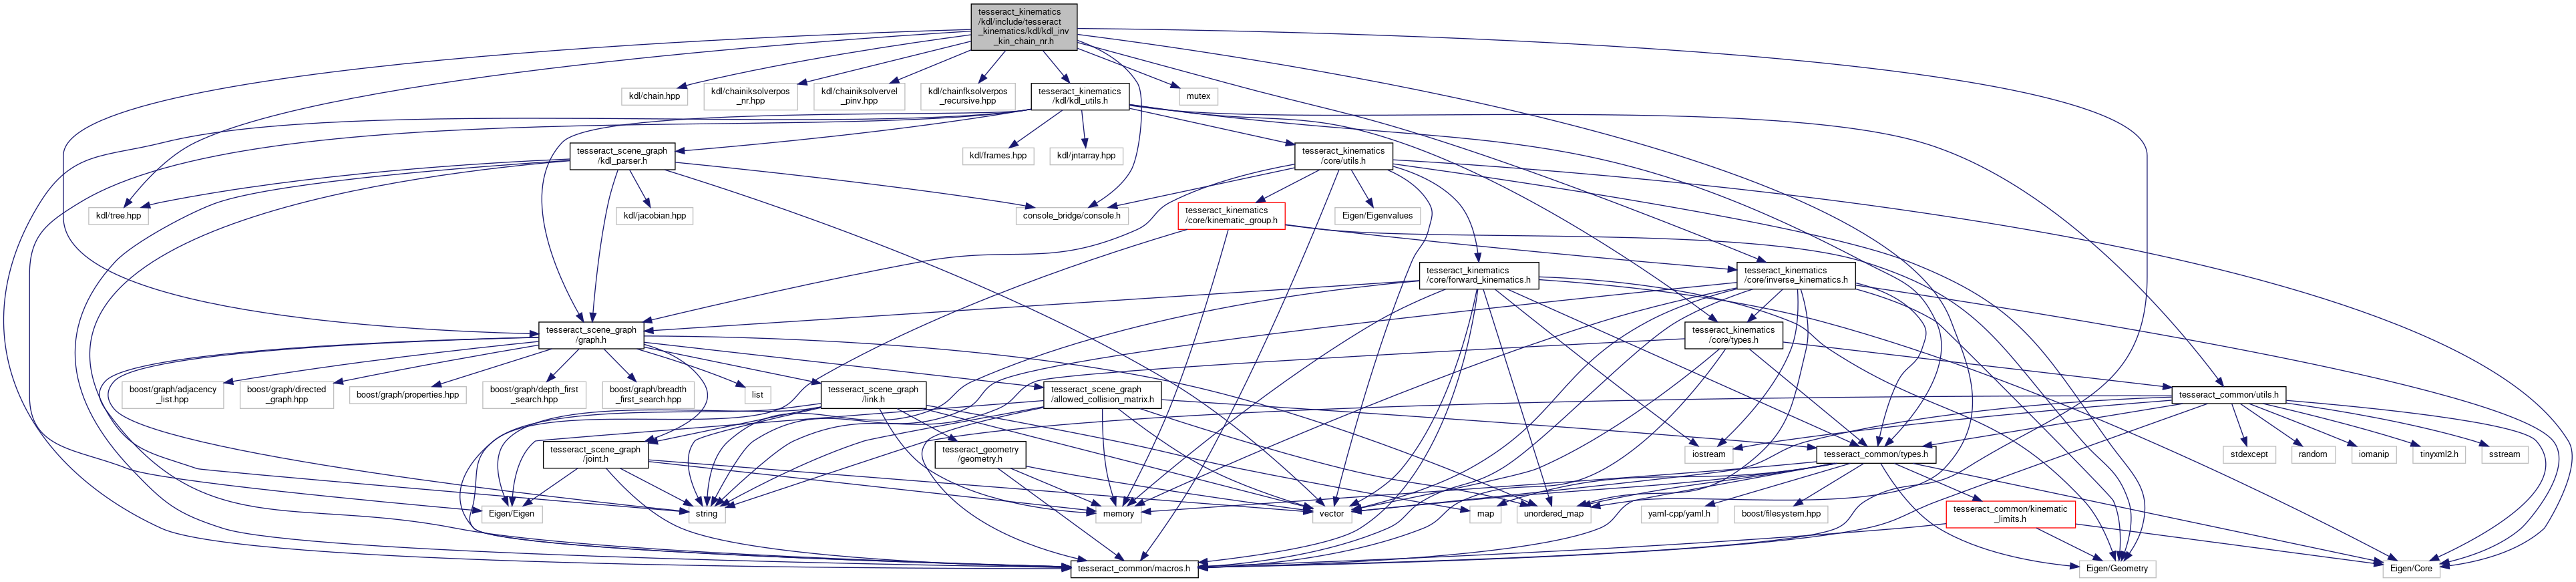 tesseract_kinematics
/kdl/include/tesseract
_kinematics/kdl/kdl_inv
_kin_chain_nr.h
kdl/chain.hpp
kdl/chainiksolverpos
_nr.hpp
kdl/chainiksolvervel
_pinv.hpp
kdl/chainfksolverpos
_recursive.hpp
tesseract_kinematics
/kdl/kdl_utils.h
mutex
tesseract_scene_graph
/kdl_parser.h
kdl/frames.hpp
kdl/jntarray.hpp
tesseract_kinematics
/core/utils.h
kdl/tree.hpp
kdl/jacobian.hpp
console_bridge/console.h
tesseract_kinematics
/core/kinematic_group.h
Eigen/Eigenvalues
tesseract_kinematics
/core/forward_kinematics.h
tesseract_kinematics
/core/inverse_kinematics.h
tesseract_scene_graph
/graph.h
tesseract_kinematics
/core/types.h
boost/graph/adjacency
_list.hpp
boost/graph/directed
_graph.hpp
boost/graph/properties.hpp
boost/graph/depth_first
_search.hpp
boost/graph/breadth
_first_search.hpp
list
tesseract_scene_graph
/link.h
tesseract_scene_graph
/allowed_collision_matrix.h
tesseract_common/utils.h
tesseract_scene_graph
/joint.h
tesseract_geometry
/geometry.h
iostream
tesseract_common/types.h
stdexcept
random
iomanip
tinyxml2.h
sstream
Eigen/Eigen
string
memory
vector
map
unordered_map
yaml-cpp/yaml.h
boost/filesystem.hpp
tesseract_common/kinematic
_limits.h
tesseract_common/macros.h
Eigen/Geometry
Eigen/Core